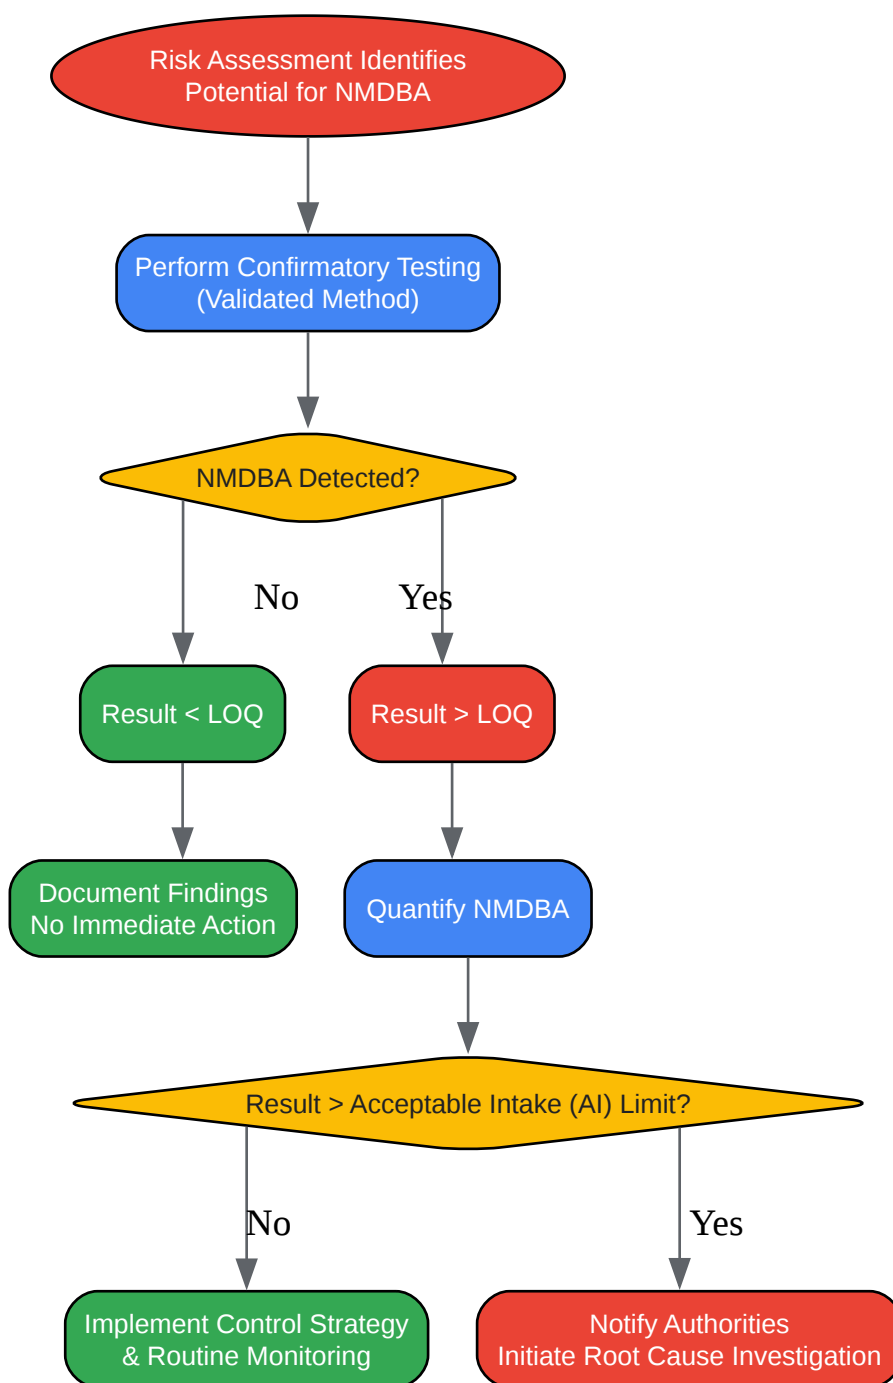 Risk Assessment Identifies
Potential for NMDBA
Perform Confirmatory Testing
(Validated Method)
NMDBA Detected?
No
Yes
Result < LOQ
Result > LOQ
Document Findings
No Immediate Action
Quantify NMDBA
Result > Acceptable Intake (AI) Limit?
No
Yes
Implement Control Strategy
& Routine Monitoring
Notify Authorities
Initiate Root Cause Investigation